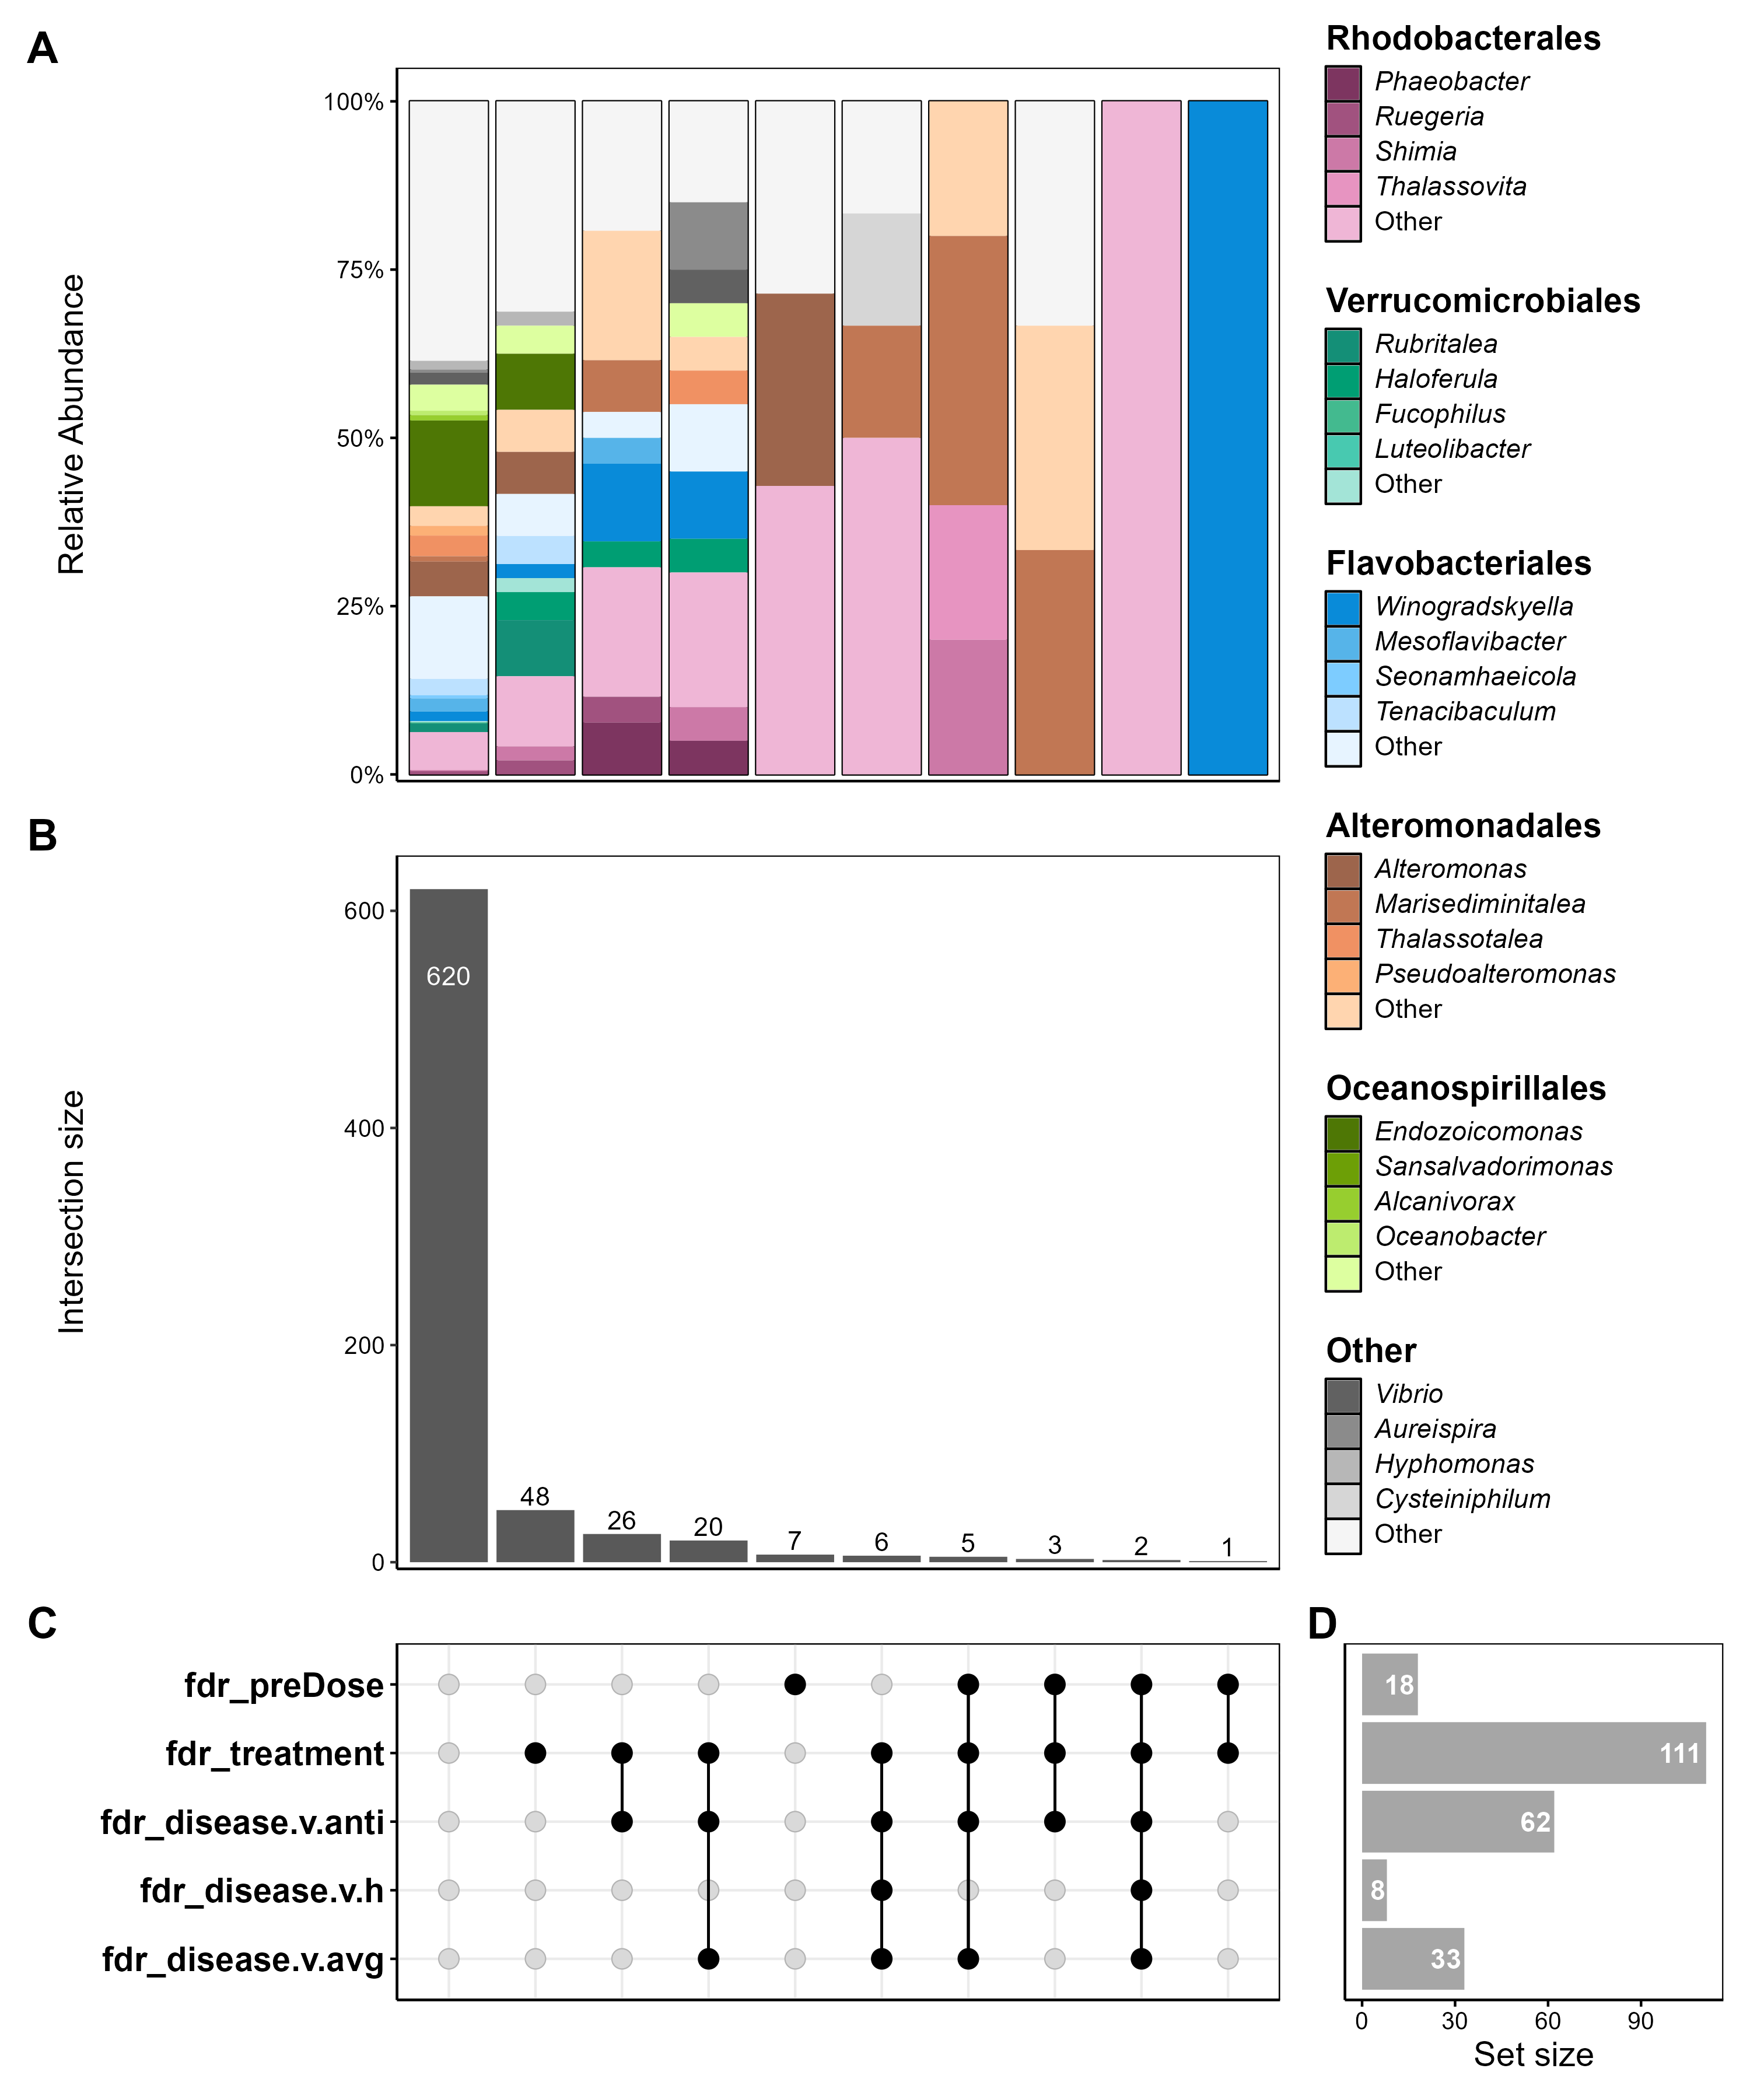 A
Relative Abundance
100%
75%
50%
25%
0%
Rhodobacterales
Phaeobacter
Ruegeria
Shimia
Thalassovita
Other
Verrucomicrobiales
Rubritalea
Haloferula
Fucophilus
Luteolibacter
Other
Flavobacteriales
Winogradskyella
Mesoflavibacter
Seonamhaeicola
Tenacibaculum
Other
Alteromonadales
Alteromonas
Marisediminitalea
Thalassotalea
Pseudoalteromonas
Other
Oceanospirillales
Endozoicomonas
Sansalvadorimonas
Alcanivorax
Oceanobacter
Other
Other
Vibrio
Aureispira
Hyphomonas
Cysteiniphilum
Other
B
Intersection size
600
400
200
0
620
48
26
20
7
6
5
3
2
1
C
fdr_preDose
fdr_treatment
fdr_disease.v.anti
fdr_disease.v.h
fdr_disease.v.avg
D
18
111
62
8
33
0 30 60 90
Set size